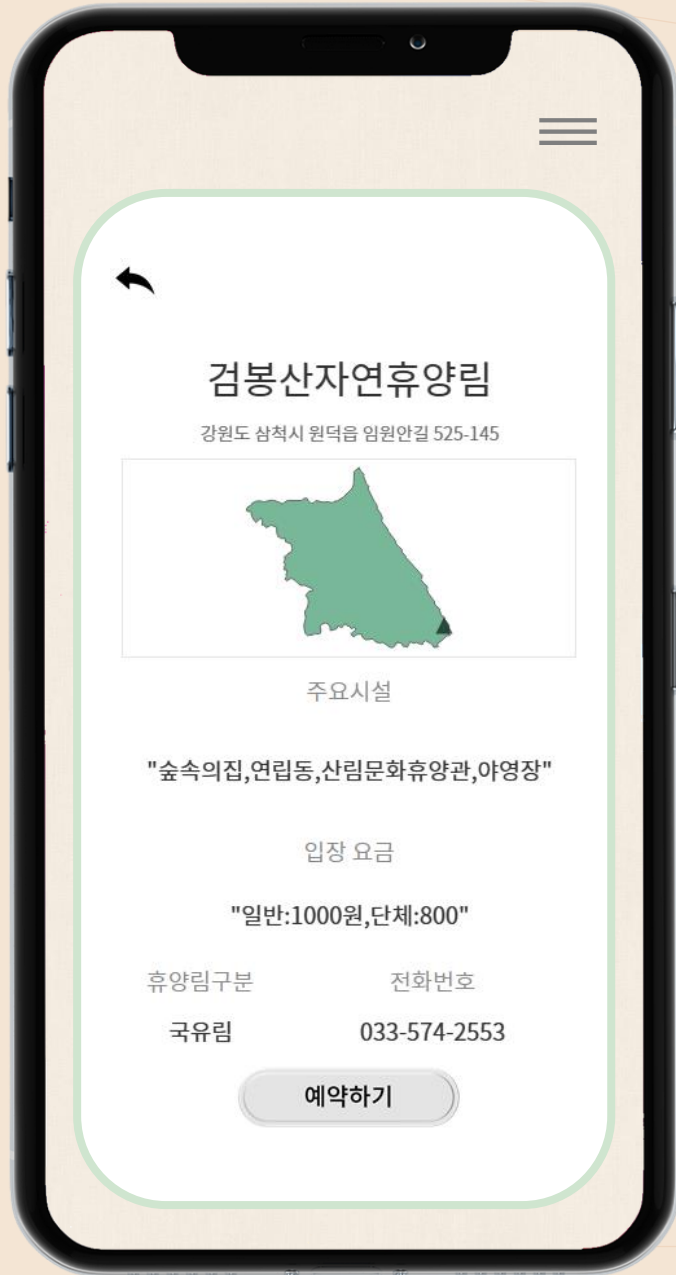 검봉산자연휴양림
강원도 삼척시 원덕읍 임원안길 525-145
주요시설
"숲속의집,연립동,산림문화휴양관,야영장"
입장 요금
"일반:1000원,단체:800"
휴양림구분 전화번호
국유림 033-574-2553
예약하기